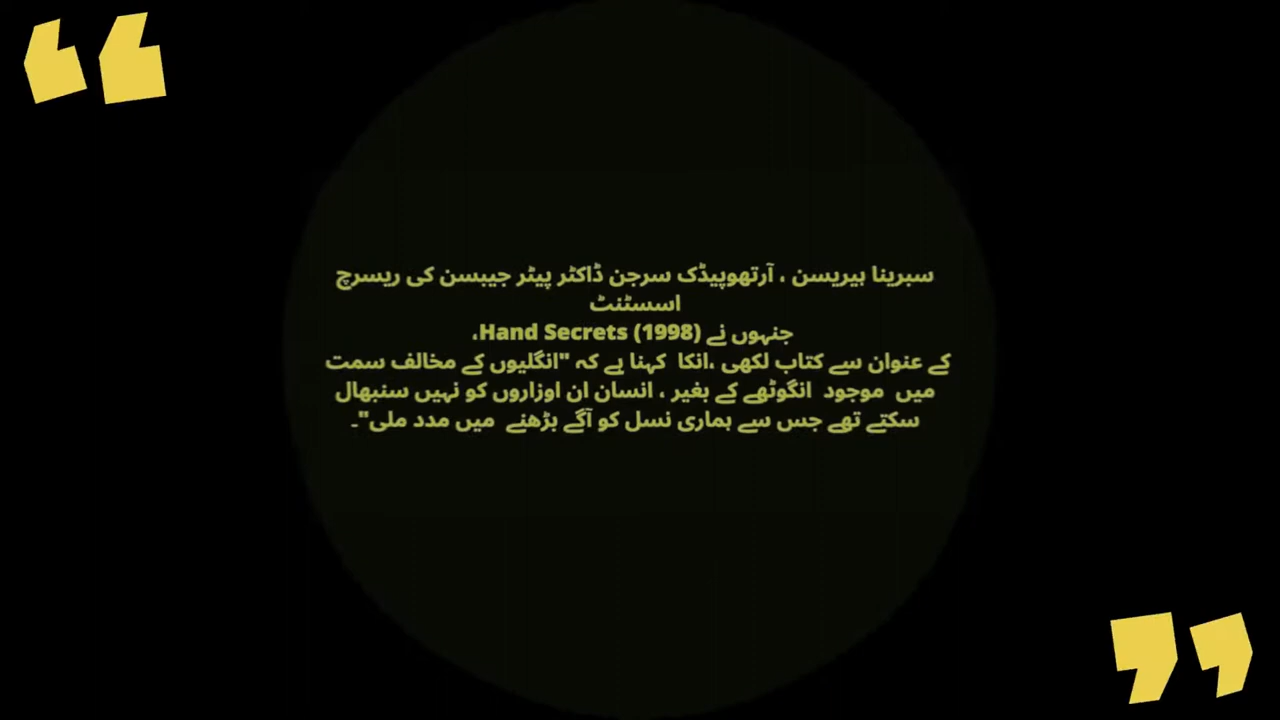 سبرینا ہیریسن ، آرتھوپیڈک سرجن ڈاکٹر پیٹر جیبسن کی ریسرچ
اسسٹنٹ
جنہوں نے Hand Secrets (1998)،
کے عنوان سے کتاب لکھی ،انکا کہنا ہے کہ "انگلیوں کے مخالف سمت
میں موجود انگوٹھے کے بغیر ، انسان ان اوزاروں کو نہیں سنبھال
سکتے تھے جس سے ہماری نسل کو آگے بڑھنے میں مدد ملی"۔